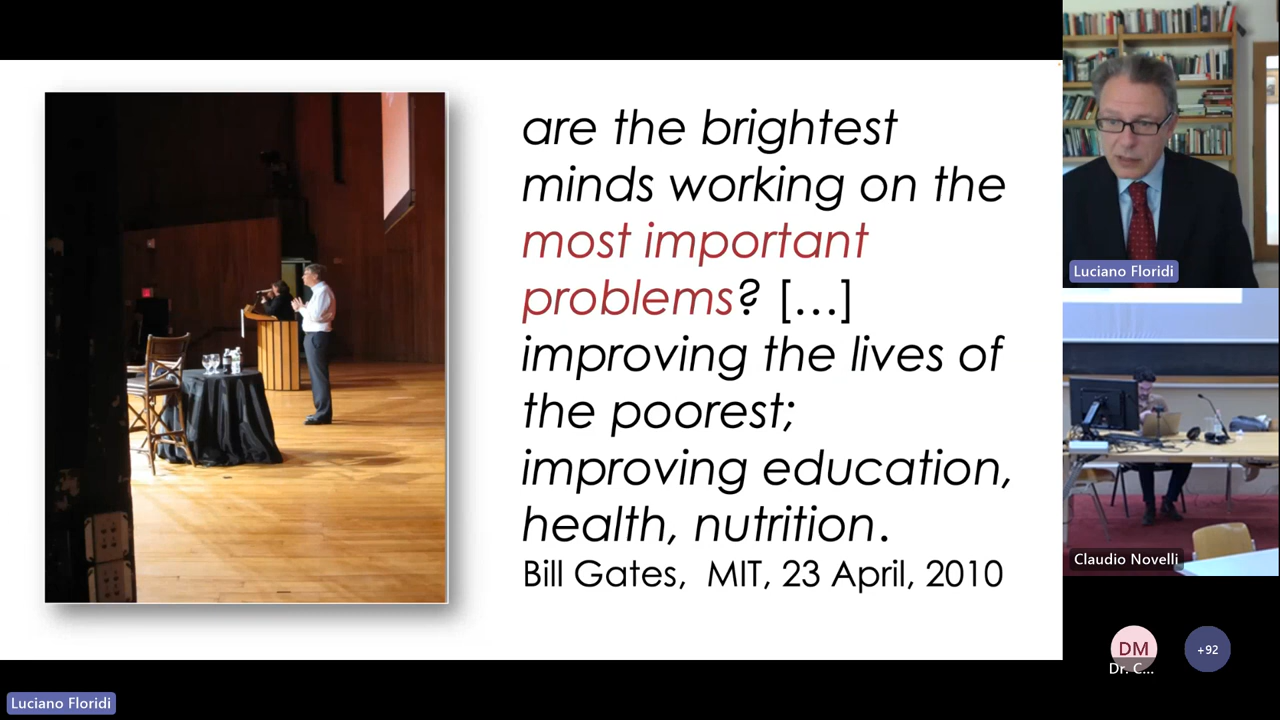 are the brightest
minds working on the
most important
problems? [...]
improving the lives of
the poorest;
improving education,
health, nutrition.
Bill Gates, MIT, 23 April, 2010
Luciano Floridi
Claudio Novelli
DM
Dr. C...
+92
Luciano Floridi